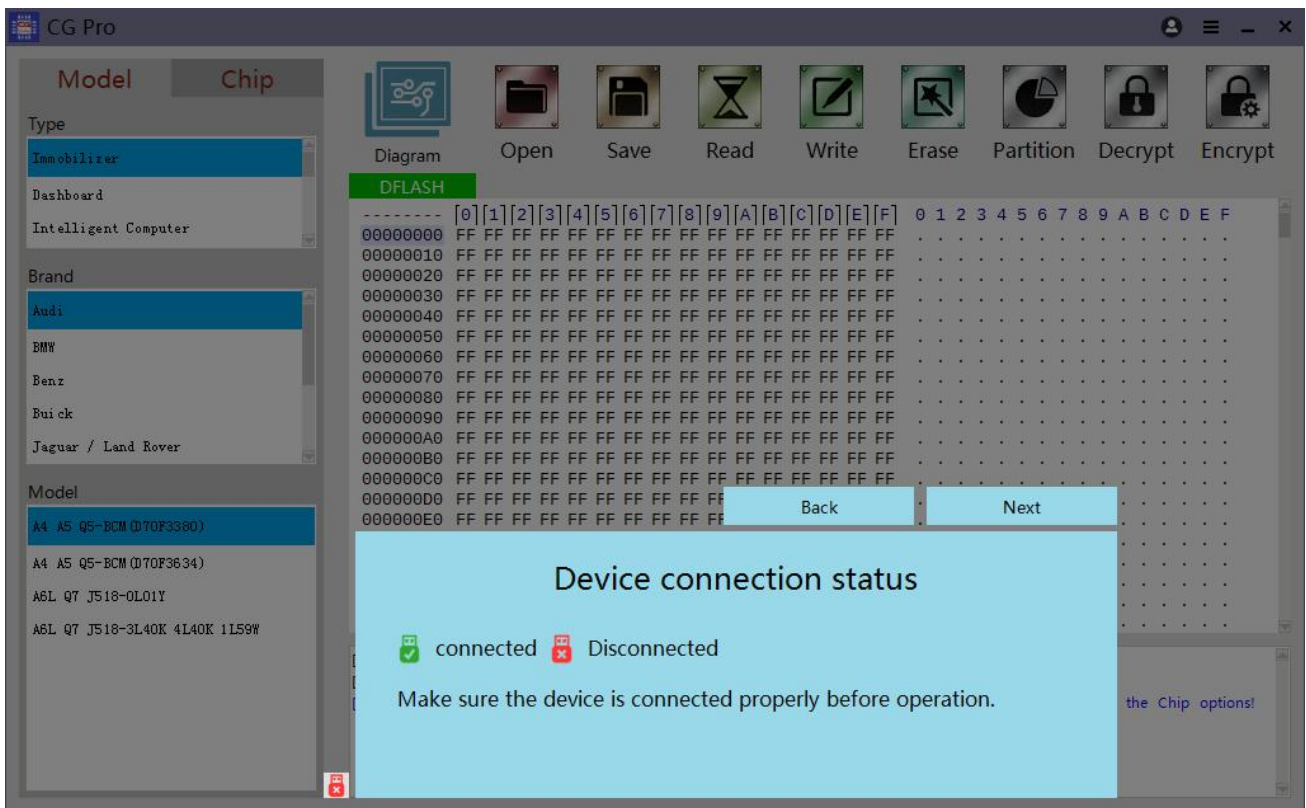 CG Pro
Model Chip
Type
Immobilizer
Dashboard
Intelligent Computer
Brand
Audi
BMW
Benz
Buick
Jaguar / Land Rover
Model
A4 A5 Q5-BCM(D70F3380)
A4 A5 Q5-BCM(D70F3634)
A6L Q7 J518-0L01Y
A6L Q7 J518-3L40K 4L40K 1L59W
Diagram Open Save Read Write Erase Partition Decrypt Encrypt
DFLASH
-------- [0][1][2][3][4][5][6][7][8][9][A][B][C][D][E][F] 0 1 2 3 4 5 6 7 8 9 A B C D E F
00000000 FF FF FF FF FF FF FF FF FF FF FF FF FF FF FF FF . . . . . . . . . . . . . . . .
00000010 FF FF FF FF FF FF FF FF FF FF FF FF FF FF FF FF . . . . . . . . . . . . . . . .
00000020 FF FF FF FF FF FF FF FF FF FF FF FF FF FF FF FF . . . . . . . . . . . . . . . .
00000030 FF FF FF FF FF FF FF FF FF FF FF FF FF FF FF FF . . . . . . . . . . . . . . . .
00000040 FF FF FF FF FF FF FF FF FF FF FF FF FF FF FF FF . . . . . . . . . . . . . . . .
00000050 FF FF FF FF FF FF FF FF FF FF FF FF FF FF FF FF . . . . . . . . . . . . . . . .
00000060 FF FF FF FF FF FF FF FF FF FF FF FF FF FF FF FF . . . . . . . . . . . . . . . .
00000070 FF FF FF FF FF FF FF FF FF FF FF FF FF FF FF FF . . . . . . . . . . . . . . . .
00000080 FF FF FF FF FF FF FF FF FF FF FF FF FF FF FF FF . . . . . . . . . . . . . . . .
00000090 FF FF FF FF FF FF FF FF FF FF FF FF FF FF FF FF . . . . . . . . . . . . . . . .
000000A0 FF FF FF FF FF FF FF FF FF FF FF FF FF FF FF FF . . . . . . . . . . . . . . . .
000000B0 FF FF FF FF FF FF FF FF FF FF FF FF FF FF FF FF . . . . . . . . . . . . . . . .
000000C0 FF FF FF FF FF FF FF FF FF FF FF FF FF FF FF FF . . . . . . . . . . . . . . . .
000000D0 FF FF FF FF FF FF FF FF FF FF
000000E0 FF FF FF FF FF FF FF FF FF FF
Back Next
Device connection status
connected Disconnected
Make sure the device is connected properly before operation.
the Chip options!